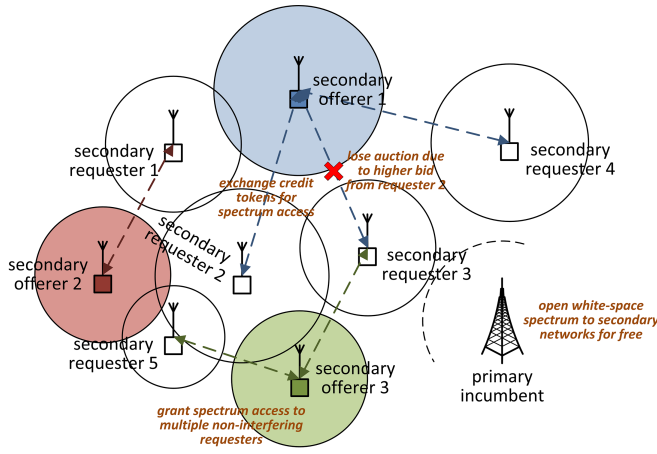 secondary
offerer 1
secondary
requester 1
secondary
requester 4
lose auction due
to higher bid
from requester 2
exchange credit
tokens for
spectrum access
secondary
requester 2
secondary
offerer 2
secondary
requester 3
open white-space
spectrum to secondary
networks for free
secondary
requester 5
secondary
offerer 3
primary
incumbent
grant spectrum access to
multiple non-interfering
requesters